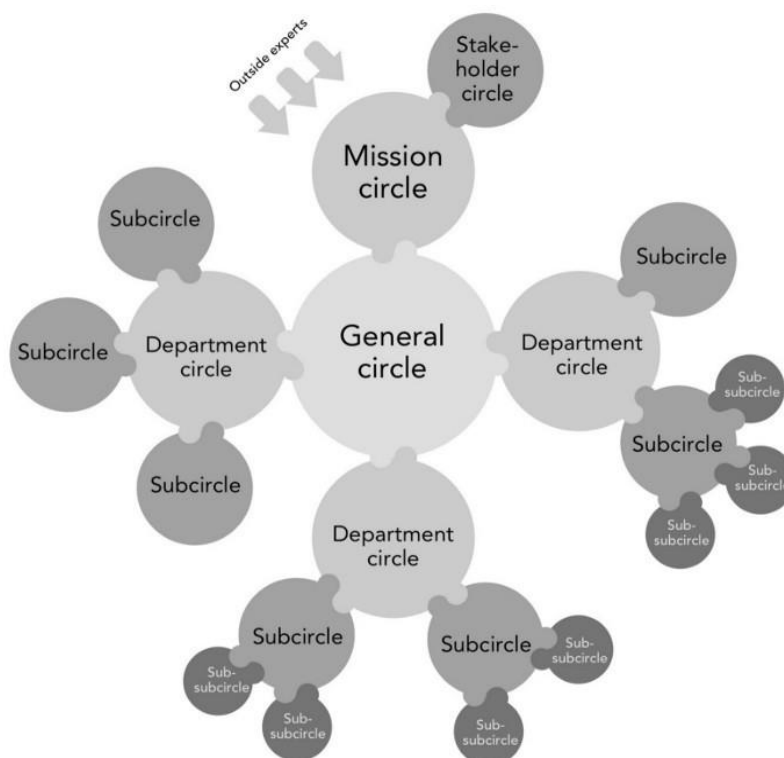 Outside experts
Stake-
holder
circle
Mission
circle
Subcircle
Subcircle
Subcircle
Department
circle
General
circle
Department
circle
Subcircle
Sub-
subcircle
Subcircle
Sub-
subcircle
Sub-
subcircle
Subcircle
Department
circle
Subcircle
Subcircle
Sub-
subcircle
Sub-
subcircle
Sub-
subcircle
Sub-
subcircle